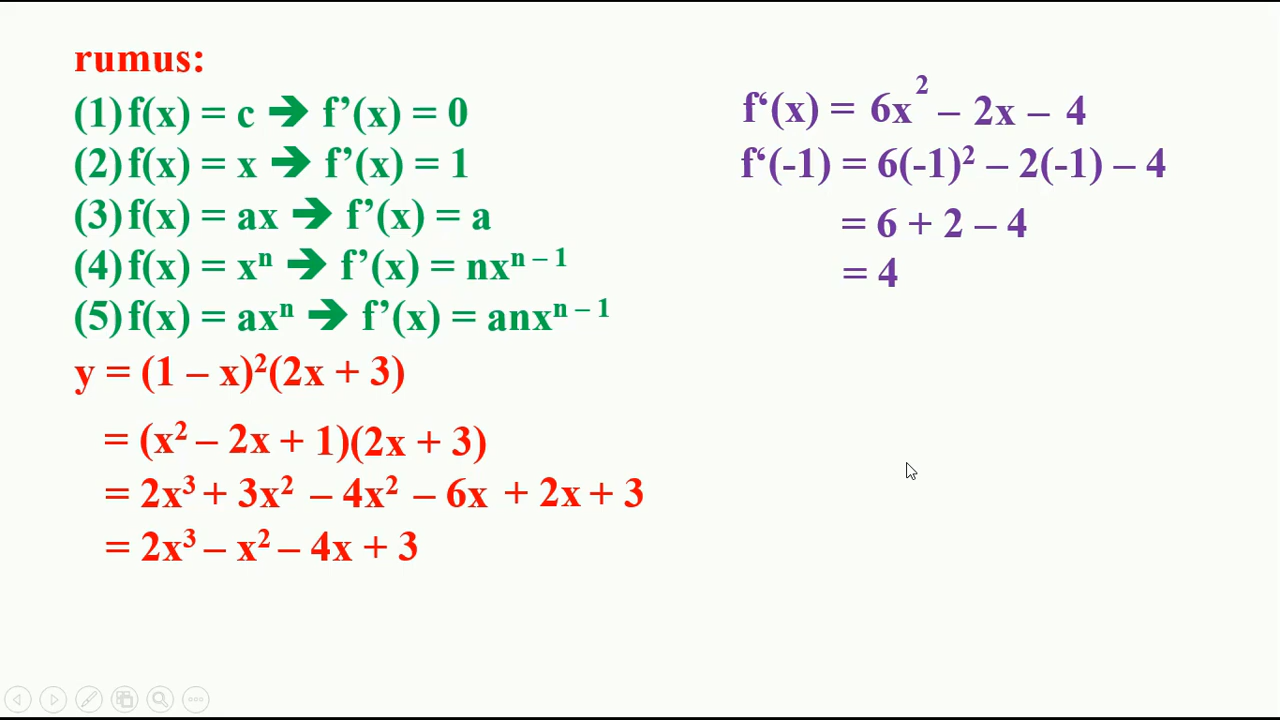 rumus:
(1) f(x) = c ➔ f’(x) = 0
(2) f(x) = x ➔ f’(x) = 1
(3) f(x) = ax ➔ f’(x) = a
(4) f(x) = xⁿ ➔ f’(x) = nxⁿ ⁻ ¹
(5) f(x) = axⁿ ➔ f’(x) = anxⁿ ⁻ ¹
y = (1 – x)²(2x + 3)
= (x² – 2x + 1)(2x + 3)
= 2x³ + 3x² – 4x² – 6x + 2x + 3
= 2x³ – x² – 4x + 3
f‘(x) = 6x² – 2x – 4
f‘(-1) = 6(-1)² – 2(-1) – 4
= 6 + 2 – 4
= 4